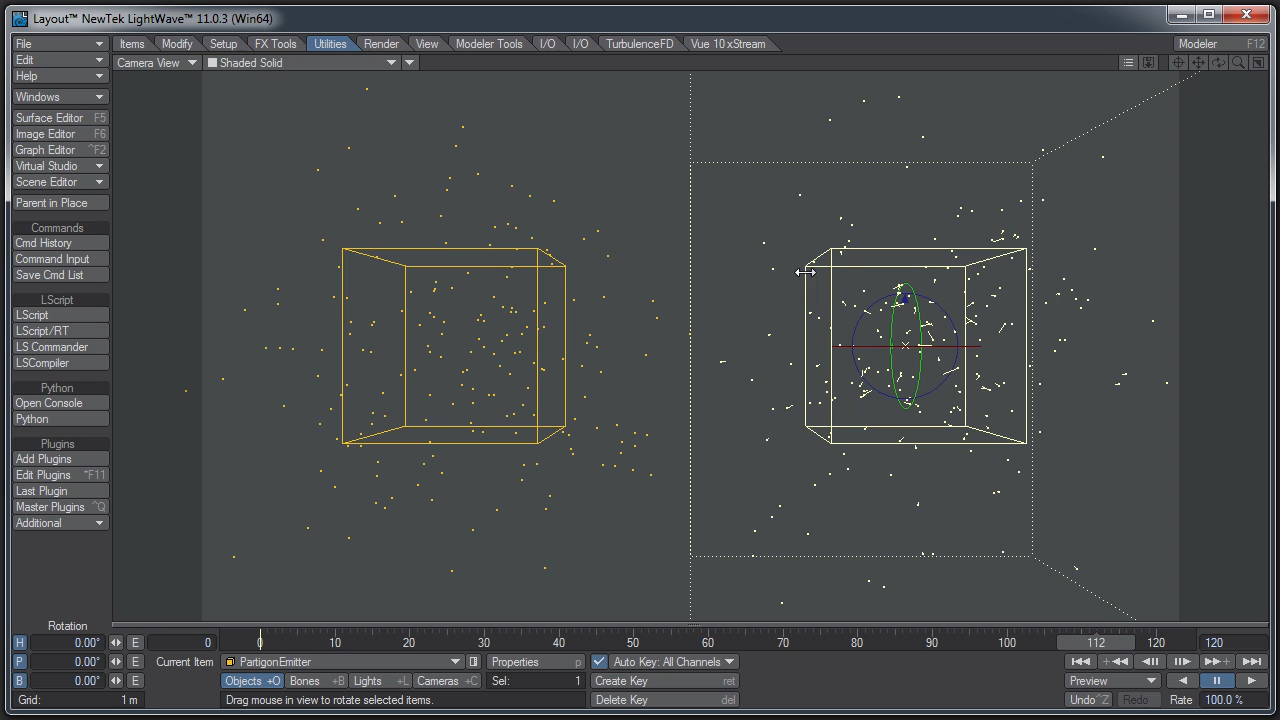 Layout™ NewTek LightWave™ 11.0.3 (Win64)
File Items Modify Setup FX Tools Utilities Render View Modeler Tools I/O I/O TurbulenceFD Vue 10 xStream Modeler F12
Edit Camera View Shaded Solid
Help
Windows
Surface Editor F5
Image Editor F6
Graph Editor ^F2
Virtual Studio
Scene Editor
Parent in Place
Commands
Cmd History
Command Input
Save Cmd List
LScript
LScript
LScript/RT
LS Commander
LSCompiler
Python
Open Console
Python
Plugins
Add Plugins
Edit Plugins ^F11
Last Plugin
Master Plugins ^Q
Additional
Rotation
H 0.00° E 0 0 10 20 30 40 50 60 70 80 90 100 112 120 120
P 0.00° E Current Item PartigonEmitter Properties p Auto Key: All Channels
B 0.00° E Objects +O Bones +B Lights +L Cameras +C Sel: 1 Create Key ret Preview
Grid: 1 m Drag mouse in view to rotate selected items. Delete Key del Undo ^Z Redo Rate 100.0 %